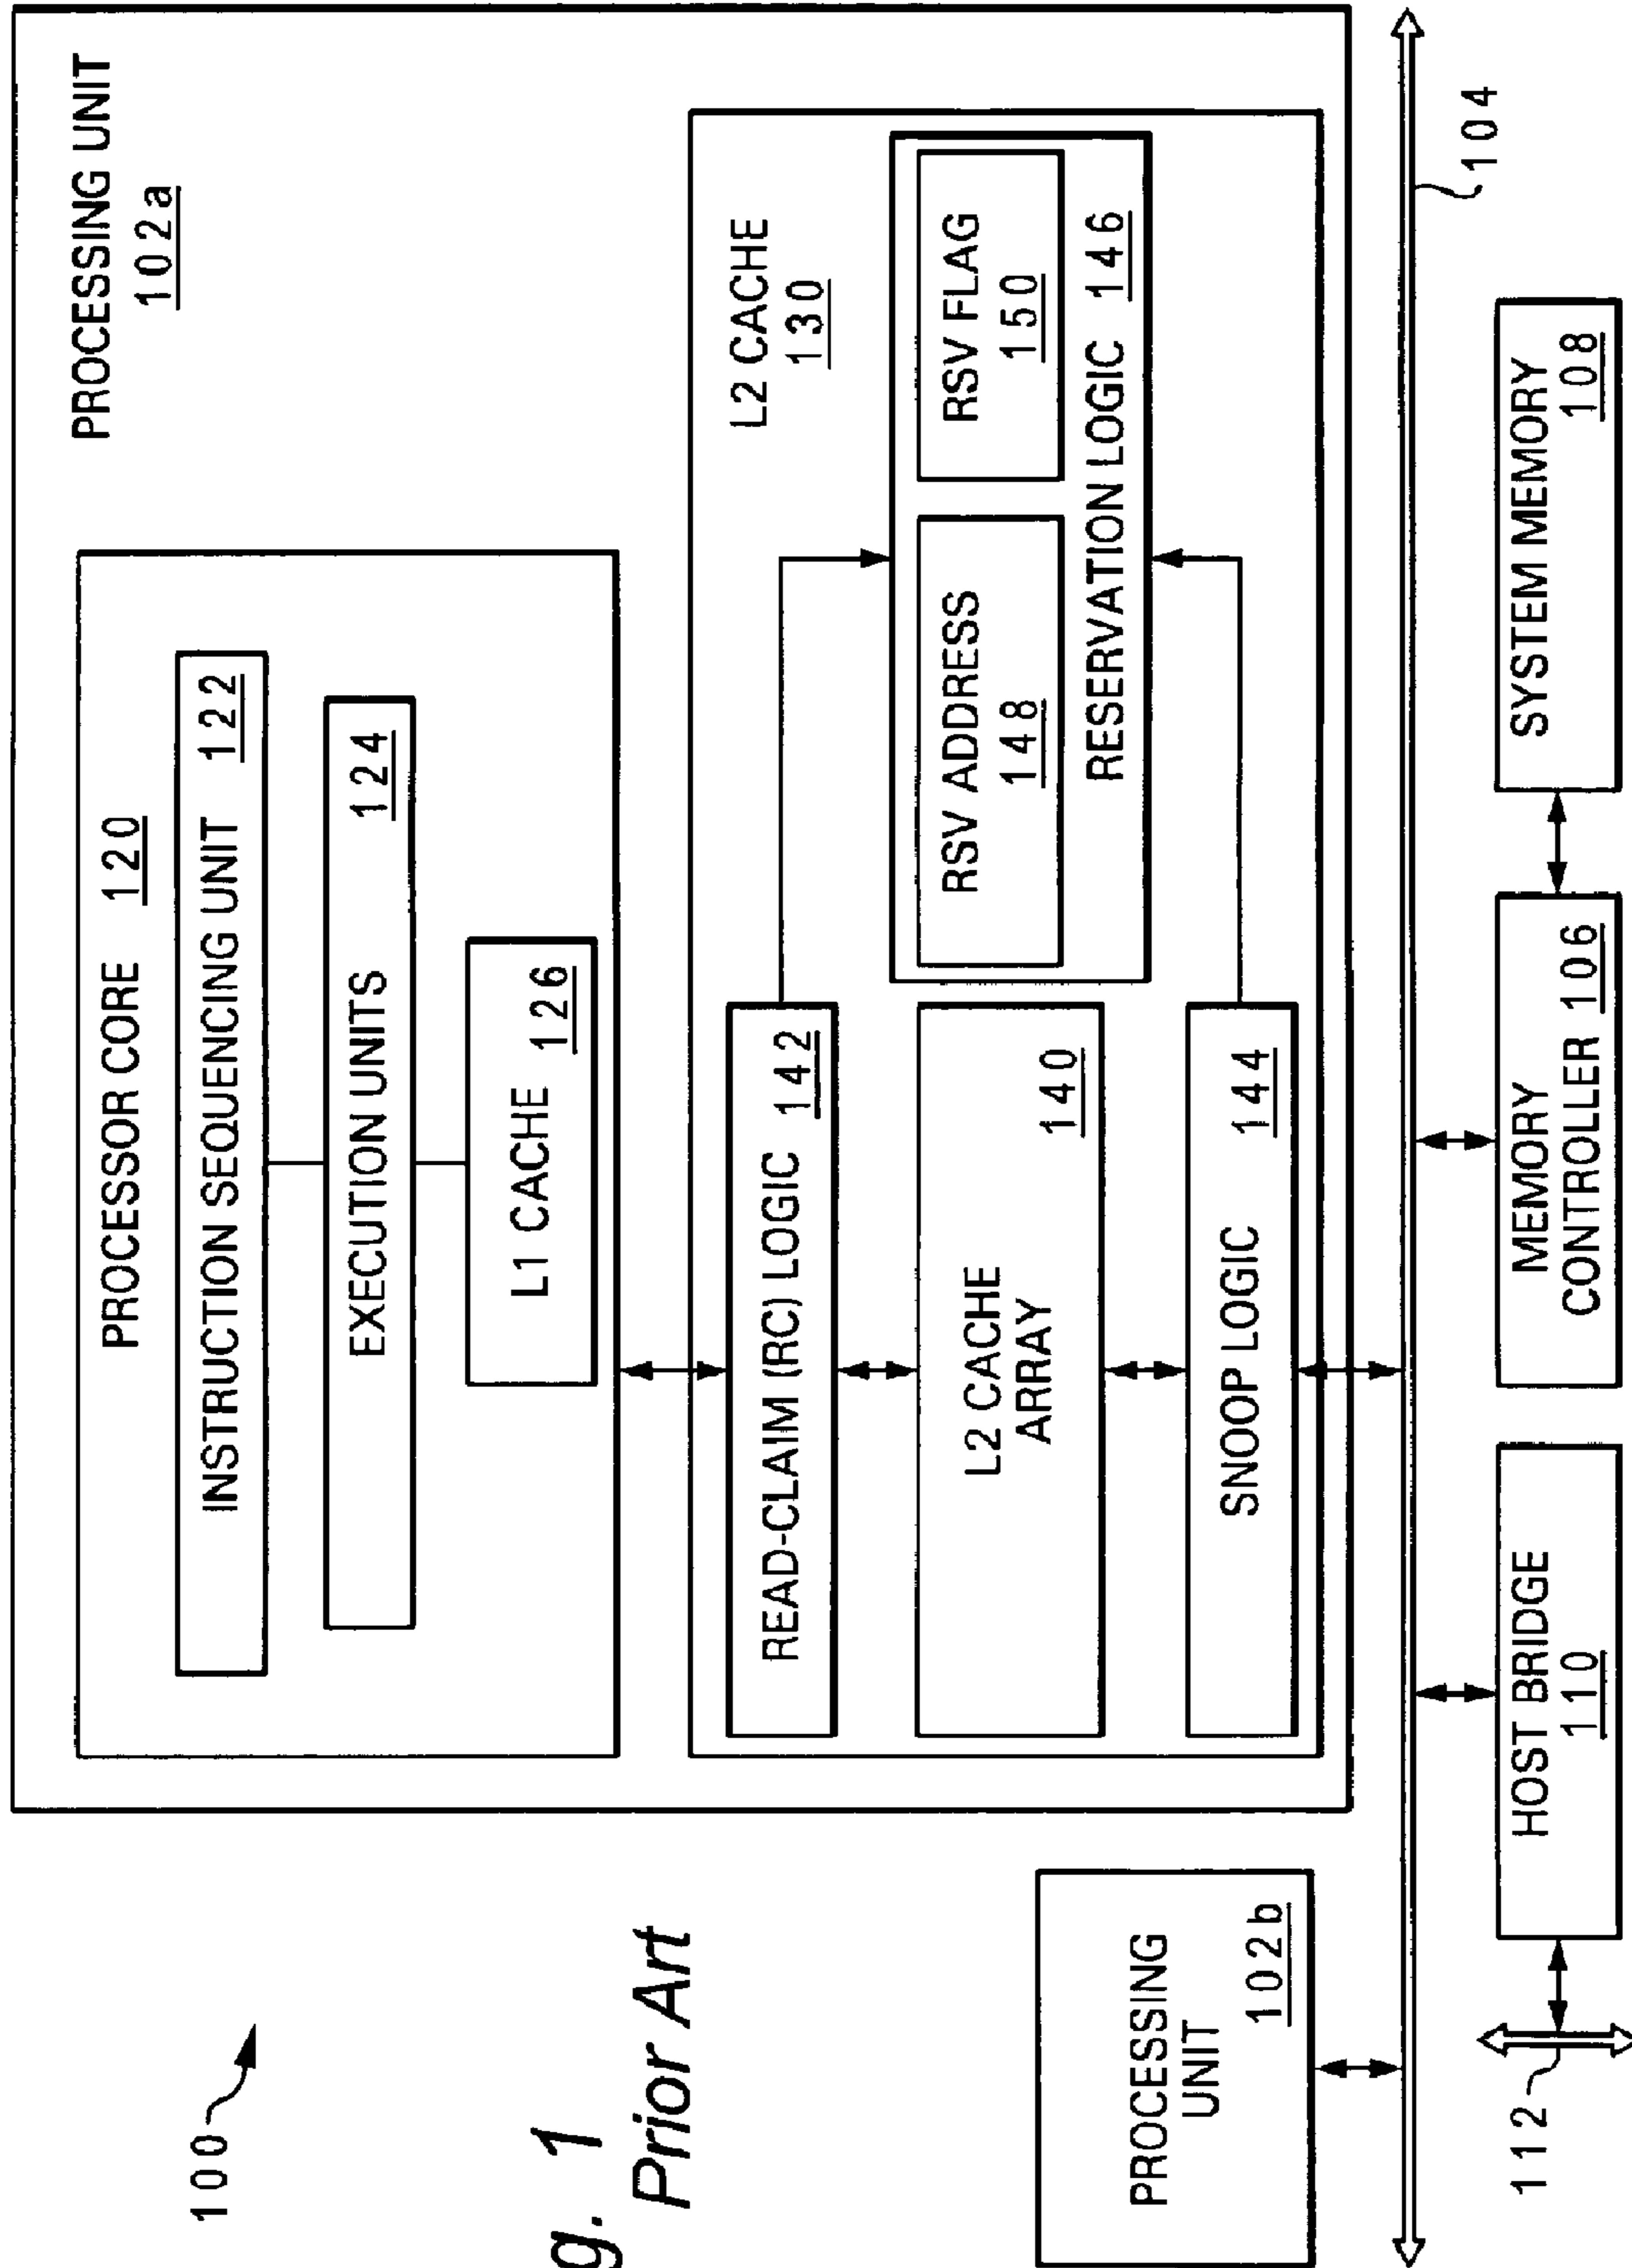 100
g. 1
Prior Art
PROCESSING UNIT
102a
PROCESSOR CORE 120
INSTRUCTION SEQUENCING UNIT 122
EXECUTION UNITS 124
L1 CACHE 126
L2 CACHE
130
READ-CLAIM (RC) LOGIC 142
L2 CACHE
ARRAY
140
SNOOP LOGIC 144
RSV ADDRESS
148
RSV FLAG
150
RESERVATION LOGIC 146
PROCESSING
UNIT
102b
104
HOST BRIDGE
110
MEMORY
CONTROLLER 106
SYSTEM MEMORY
108
112